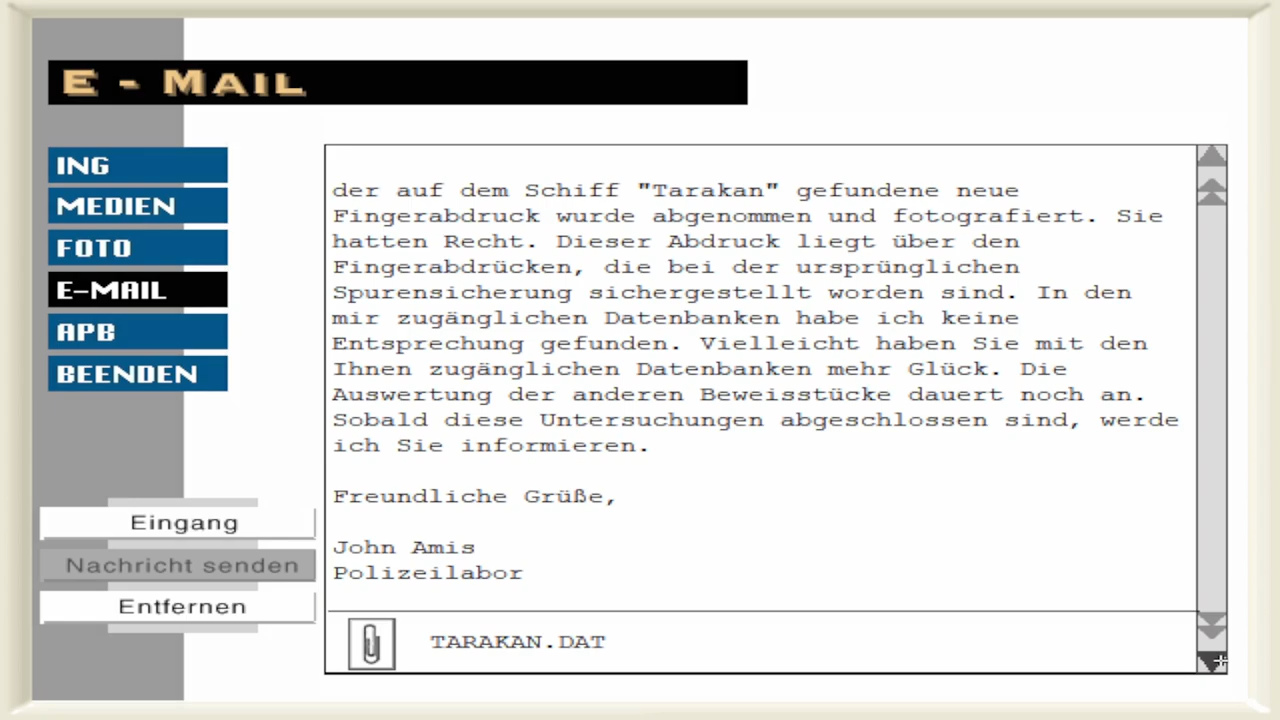 E - MAIL
ING
MEDIEN
FOTO
E-MAIL
APB
BEENDEN
Eingang
Nachricht senden
Entfernen
der auf dem Schiff "Tarakan" gefundene neue
Fingerabdruck wurde abgenommen und fotografiert. Sie
hatten Recht. Dieser Abdruck liegt über den
Fingerabdrücken, die bei der ursprünglichen
Spurensicherung sichergestellt worden sind. In den
mir zugänglichen Datenbanken habe ich keine
Entsprechung gefunden. Vielleicht haben Sie mit den
Ihnen zugänglichen Datenbanken mehr Glück. Die
Auswertung der anderen Beweisstücke dauert noch an.
Sobald diese Untersuchungen abgeschlossen sind, werde
ich Sie informieren.
Freundliche Grüße,
John Amis
Polizeilabor
TARAKAN.DAT